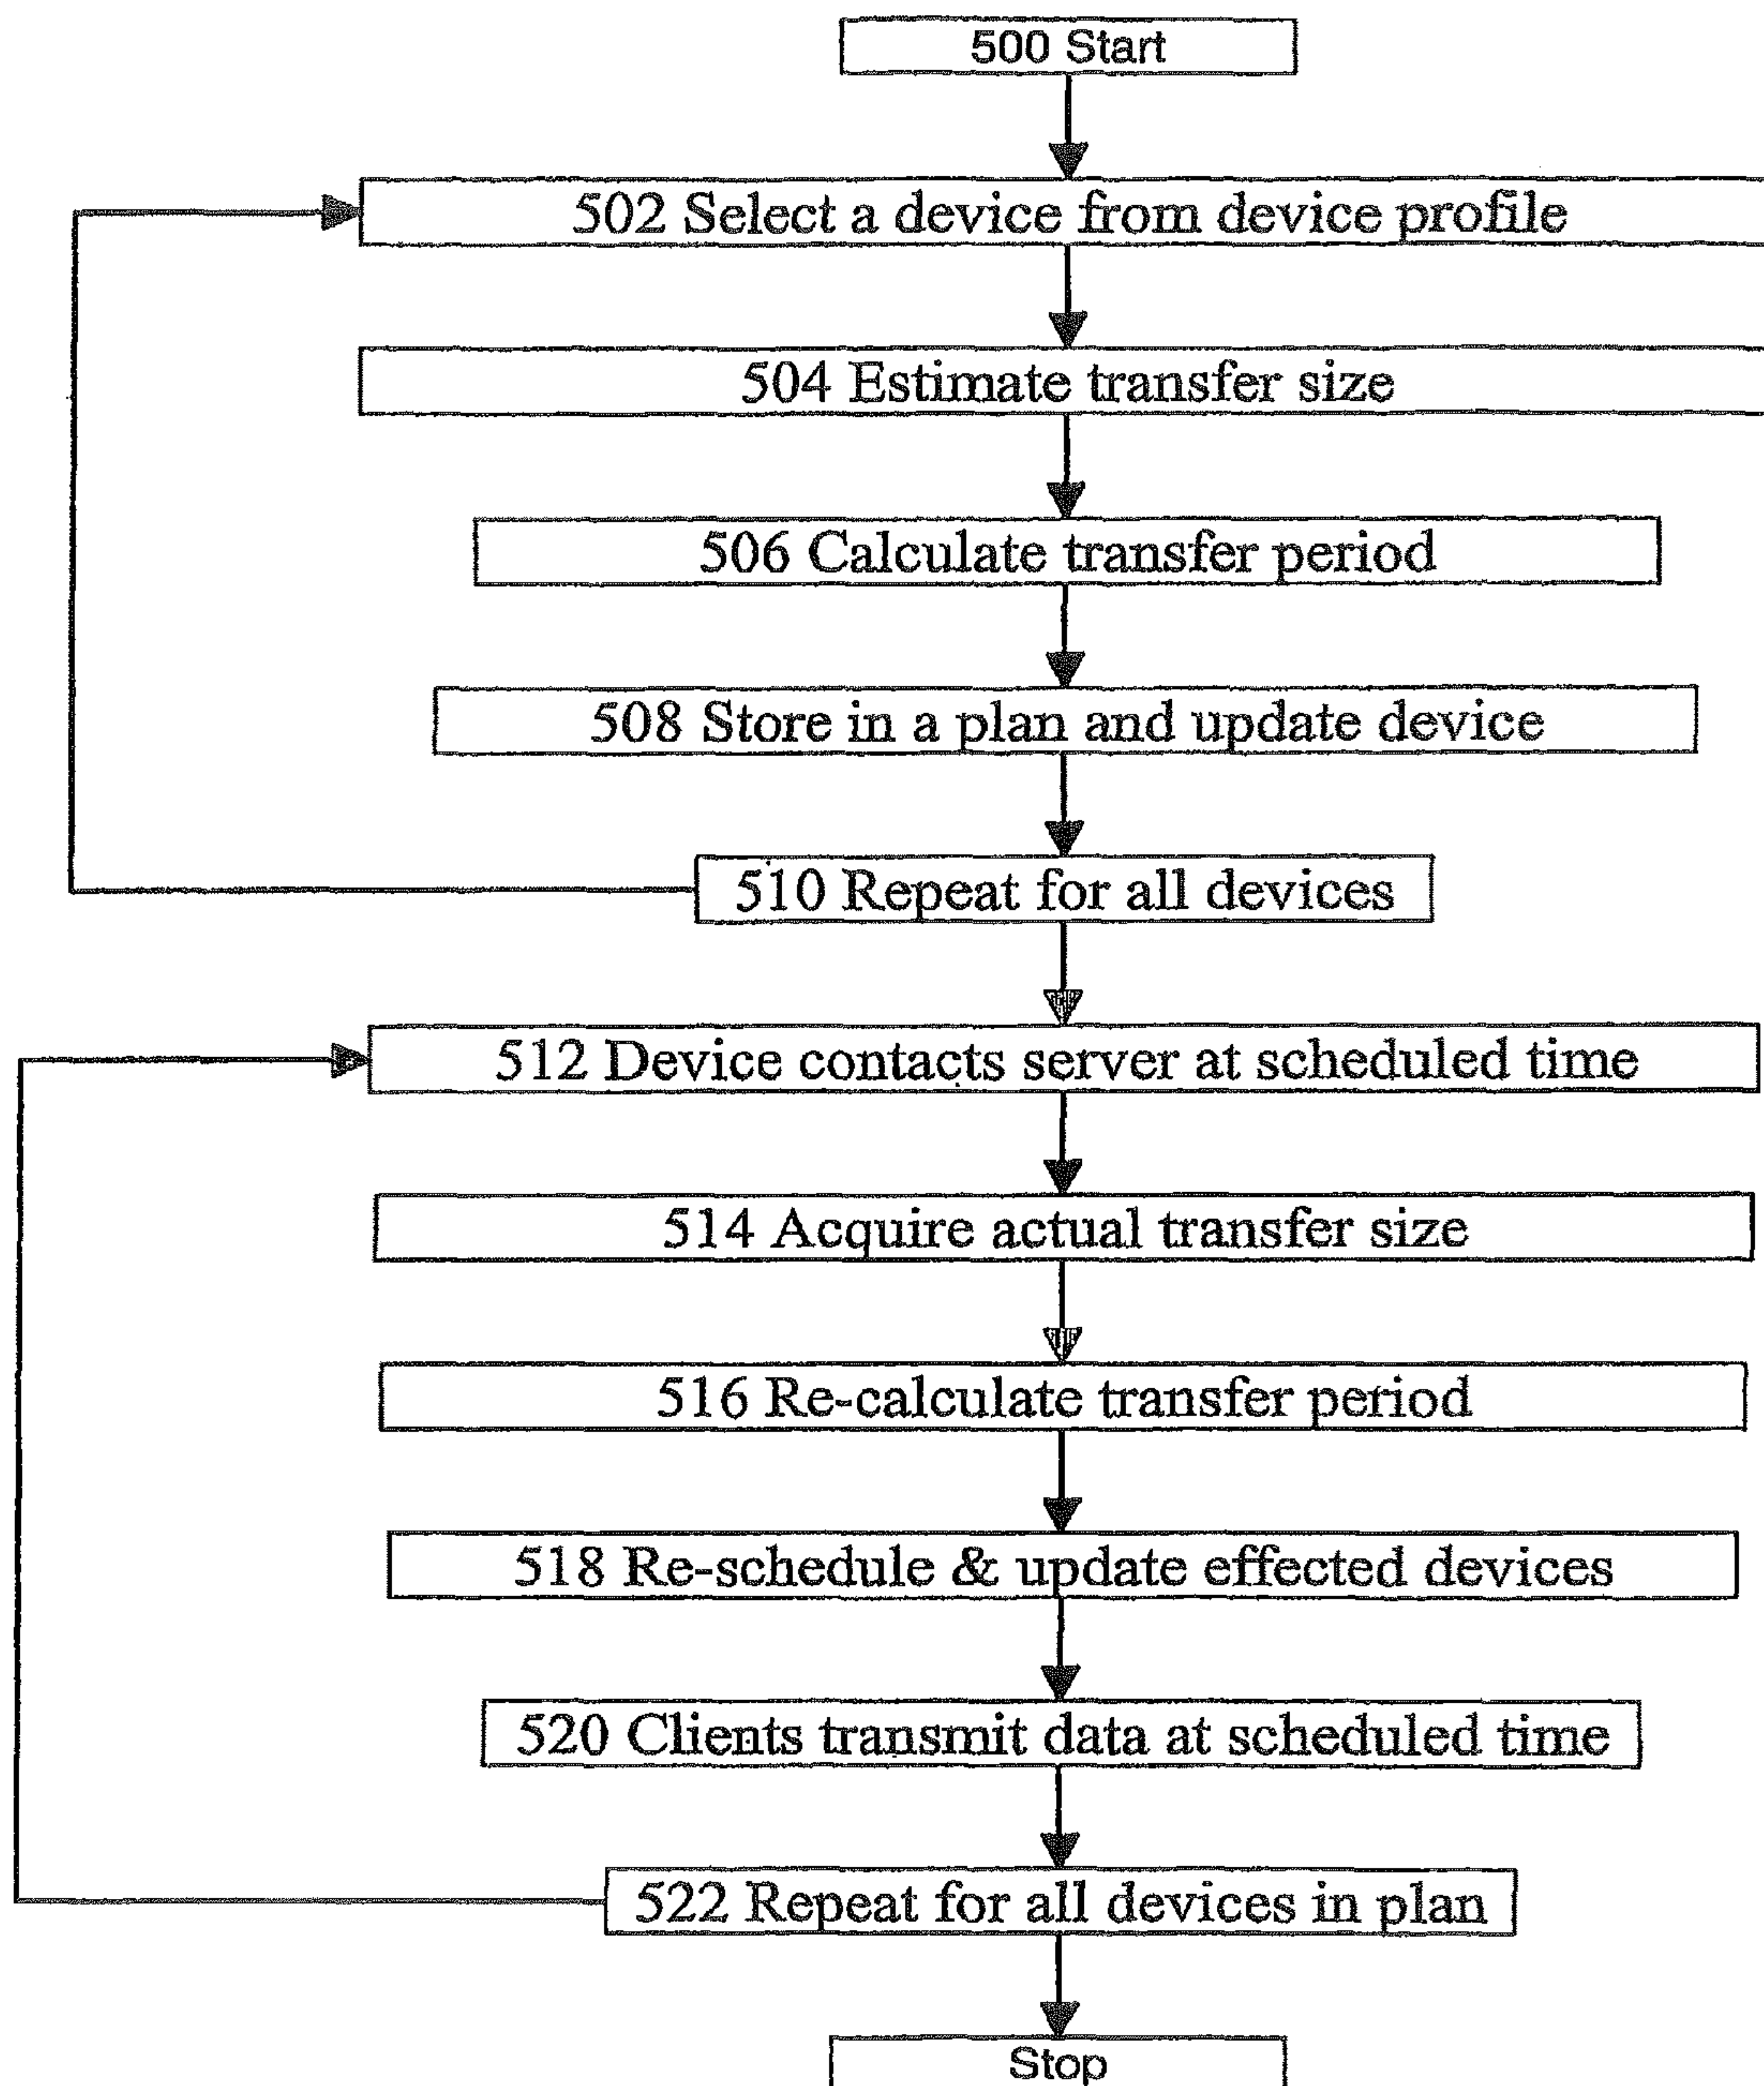 500 Start
502 Select a device from device profile
504 Estimate transfer size
506 Calculate transfer period
508 Store in a plan and update device
510 Repeat for all devices
512 Device contacts server at scheduled time
514 Acquire actual transfer size
516 Re-calculate transfer period
518 Re-schedule & update effected devices
520 Clients transmit data at scheduled time
522 Repeat for all devices in plan
Stop